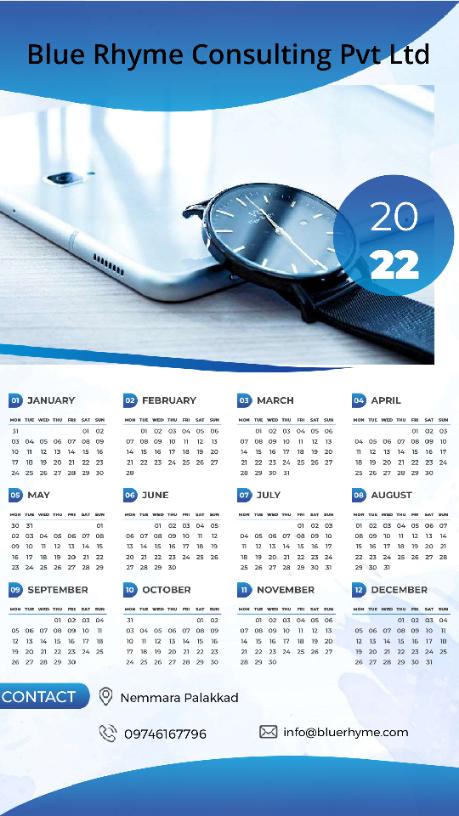 Blue Rhyme Consulting Pvt Ltd
20
22
01 JANUARY
MON TUE WED THU FRI SAT SUN
31 01 02
03 04 05 06 07 08 09
10 11 12 13 14 15 16
17 18 19 20 21 22 23
24 25 26 27 28 29 30
02 FEBRUARY
MON TUE WED THU FRI SAT SUN
01 02 03 04 05 06
07 08 09 10 11 12 13
14 15 16 17 18 19 20
21 22 23 24 25 26 27
28
03 MARCH
MON TUE WED THU FRI SAT SUN
01 02 03 04 05 06
07 08 09 10 11 12 13
14 15 16 17 18 19 20
21 22 23 24 25 26 27
28 29 30 31
04 APRIL
MON TUE WED THU FRI SAT SUN
01 02 03
04 05 06 07 08 09 10
11 12 13 14 15 16 17
18 19 20 21 22 23 24
25 26 27 28 29 30
05 MAY
MON TUE WED THU FRI SAT SUN
30 31 01
02 03 04 05 06 07 08
09 10 11 12 13 14 15
16 17 18 19 20 21 22
23 24 25 26 27 28 29
06 JUNE
MON TUE WED THU FRI SAT SUN
01 02 03 04 05
06 07 08 09 10 11 12
13 14 15 16 17 18 19
20 21 22 23 24 25 26
27 28 29 30
07 JULY
MON TUE WED THU FRI SAT SUN
01 02 03
04 05 06 07 08 09 10
11 12 13 14 15 16 17
18 19 20 21 22 23 24
25 26 27 28 29 30 31
08 AUGUST
MON TUE WED THU FRI SAT SUN
01 02 03 04 05 06 07
08 09 10 11 12 13 14
15 16 17 18 19 20 21
22 23 24 25 26 27 28
29 30 31
09 SEPTEMBER
MON TUE WED THU FRI SAT SUN
01 02 03 04
05 06 07 08 09 10 11
12 13 14 15 16 17 18
19 20 21 22 23 24 25
26 27 28 29 30
10 OCTOBER
MON TUE WED THU FRI SAT SUN
31 01 02
03 04 05 06 07 08 09
10 11 12 13 14 15 16
17 18 19 20 21 22 23
24 25 26 27 28 29 30
11 NOVEMBER
MON TUE WED THU FRI SAT SUN
01 02 03 04 05 06
07 08 09 10 11 12 13
14 15 16 17 18 19 20
21 22 23 24 25 26 27
28 29 30
12 DECEMBER
MON TUE WED THU FRI SAT SUN
01 02 03 04
05 06 07 08 09 10 11
12 13 14 15 16 17 18
19 20 21 22 23 24 25
26 27 28 29 30 31
CONTACT Nemmara Palakkad
09746167796 info@bluerhyme.com